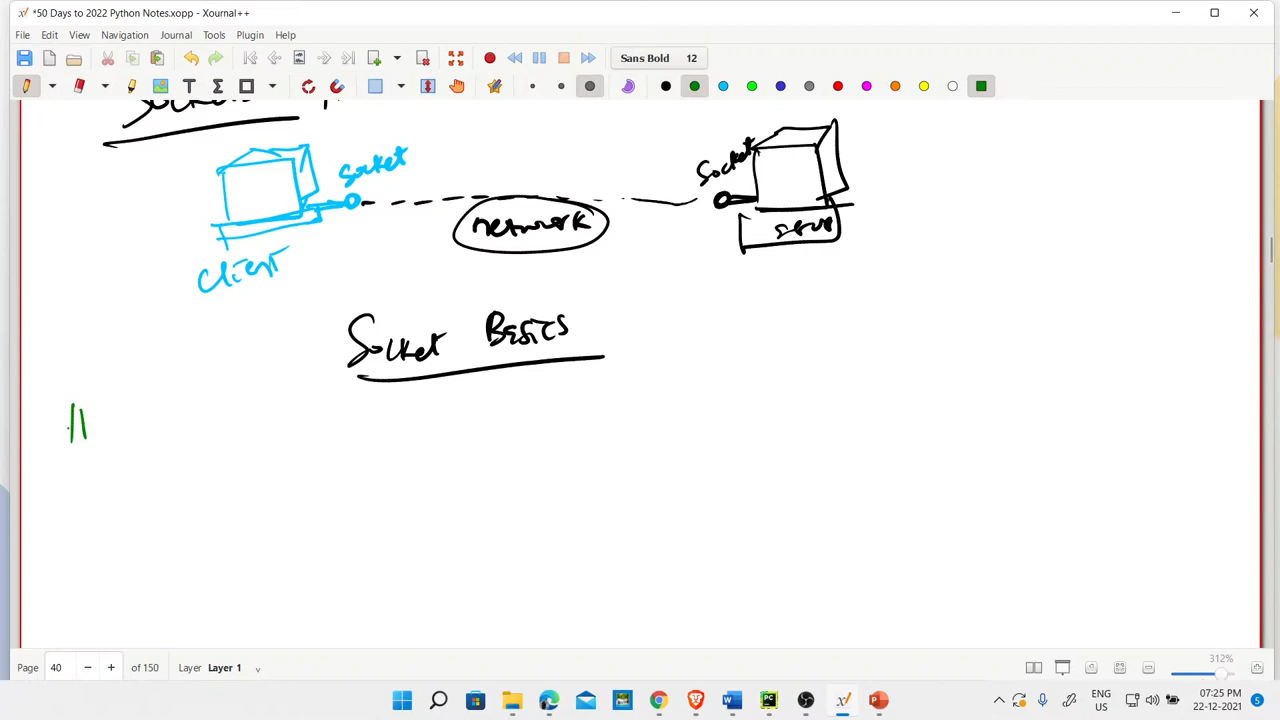 *50 Days to 2022 Python Notes.xopp - Xournal++
File Edit View Navigation Journal Tools Plugin Help
Sans Bold 12
socket
socket
network
server
client
Socket Basics
Page 40 of 150 Layer Layer 1
312%
ENG
US
07:25 PM
22-12-2021
5